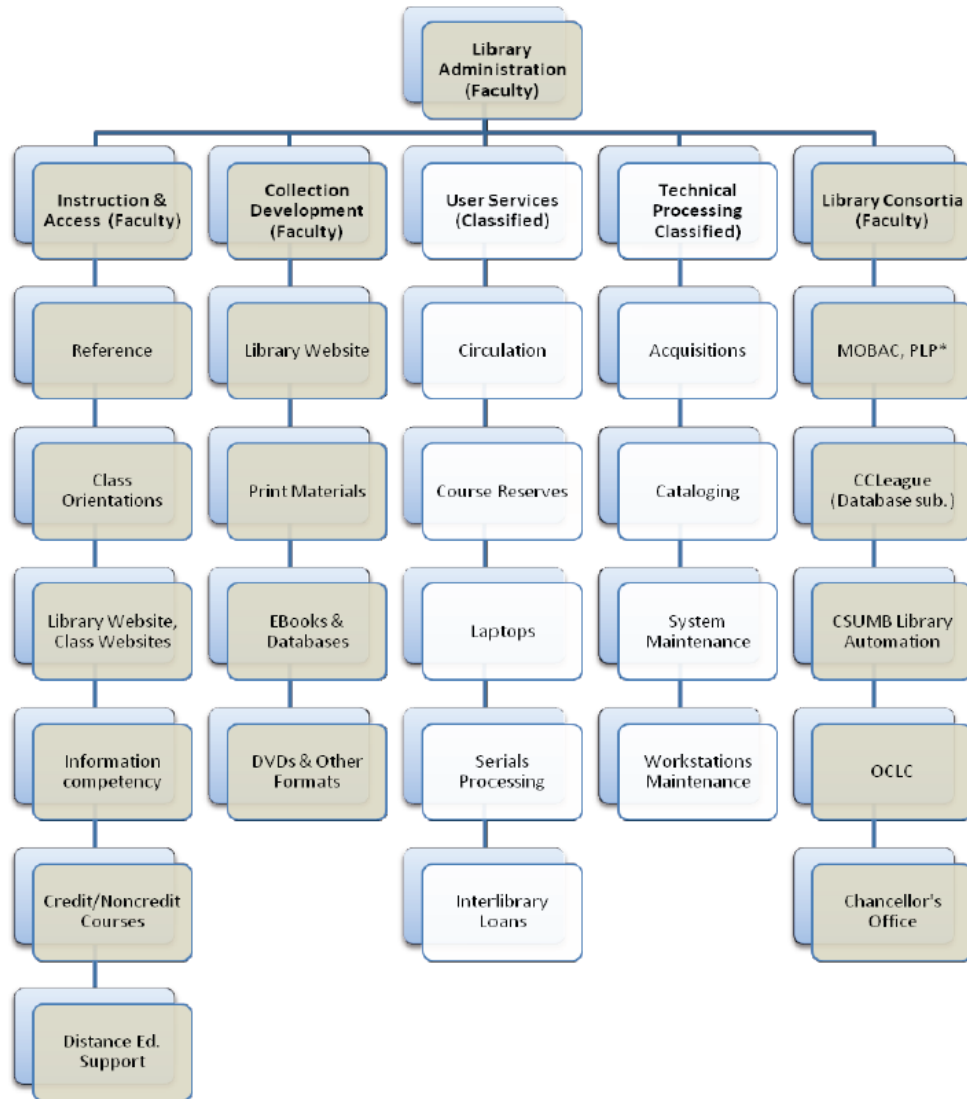 Library
Administration
(Faculty)
Instruction &
Access (Faculty)
Collection
Development
(Faculty)
User Services
(Classified)
Technical
Processing
Classified)
Library Consortia
(Faculty)
Reference
Library Website
Circulation
Acquisitions
MOBAC, PLP*
Class
Orientations
Print Materials
Course Reserves
Cataloging
CCLeague
(Database sub.)
Library Website,
Class Websites
EBooks &
Databases
Laptops
System
Maintenance
CSUMB Library
Automation
Information
competency
DVDs & Other
Formats
Serials
Processing
Workstations
Maintenance
OCLC
Credit/Noncredit
Courses
Interlibrary
Loans
Chancellor's
Office
Distance Ed.
Support